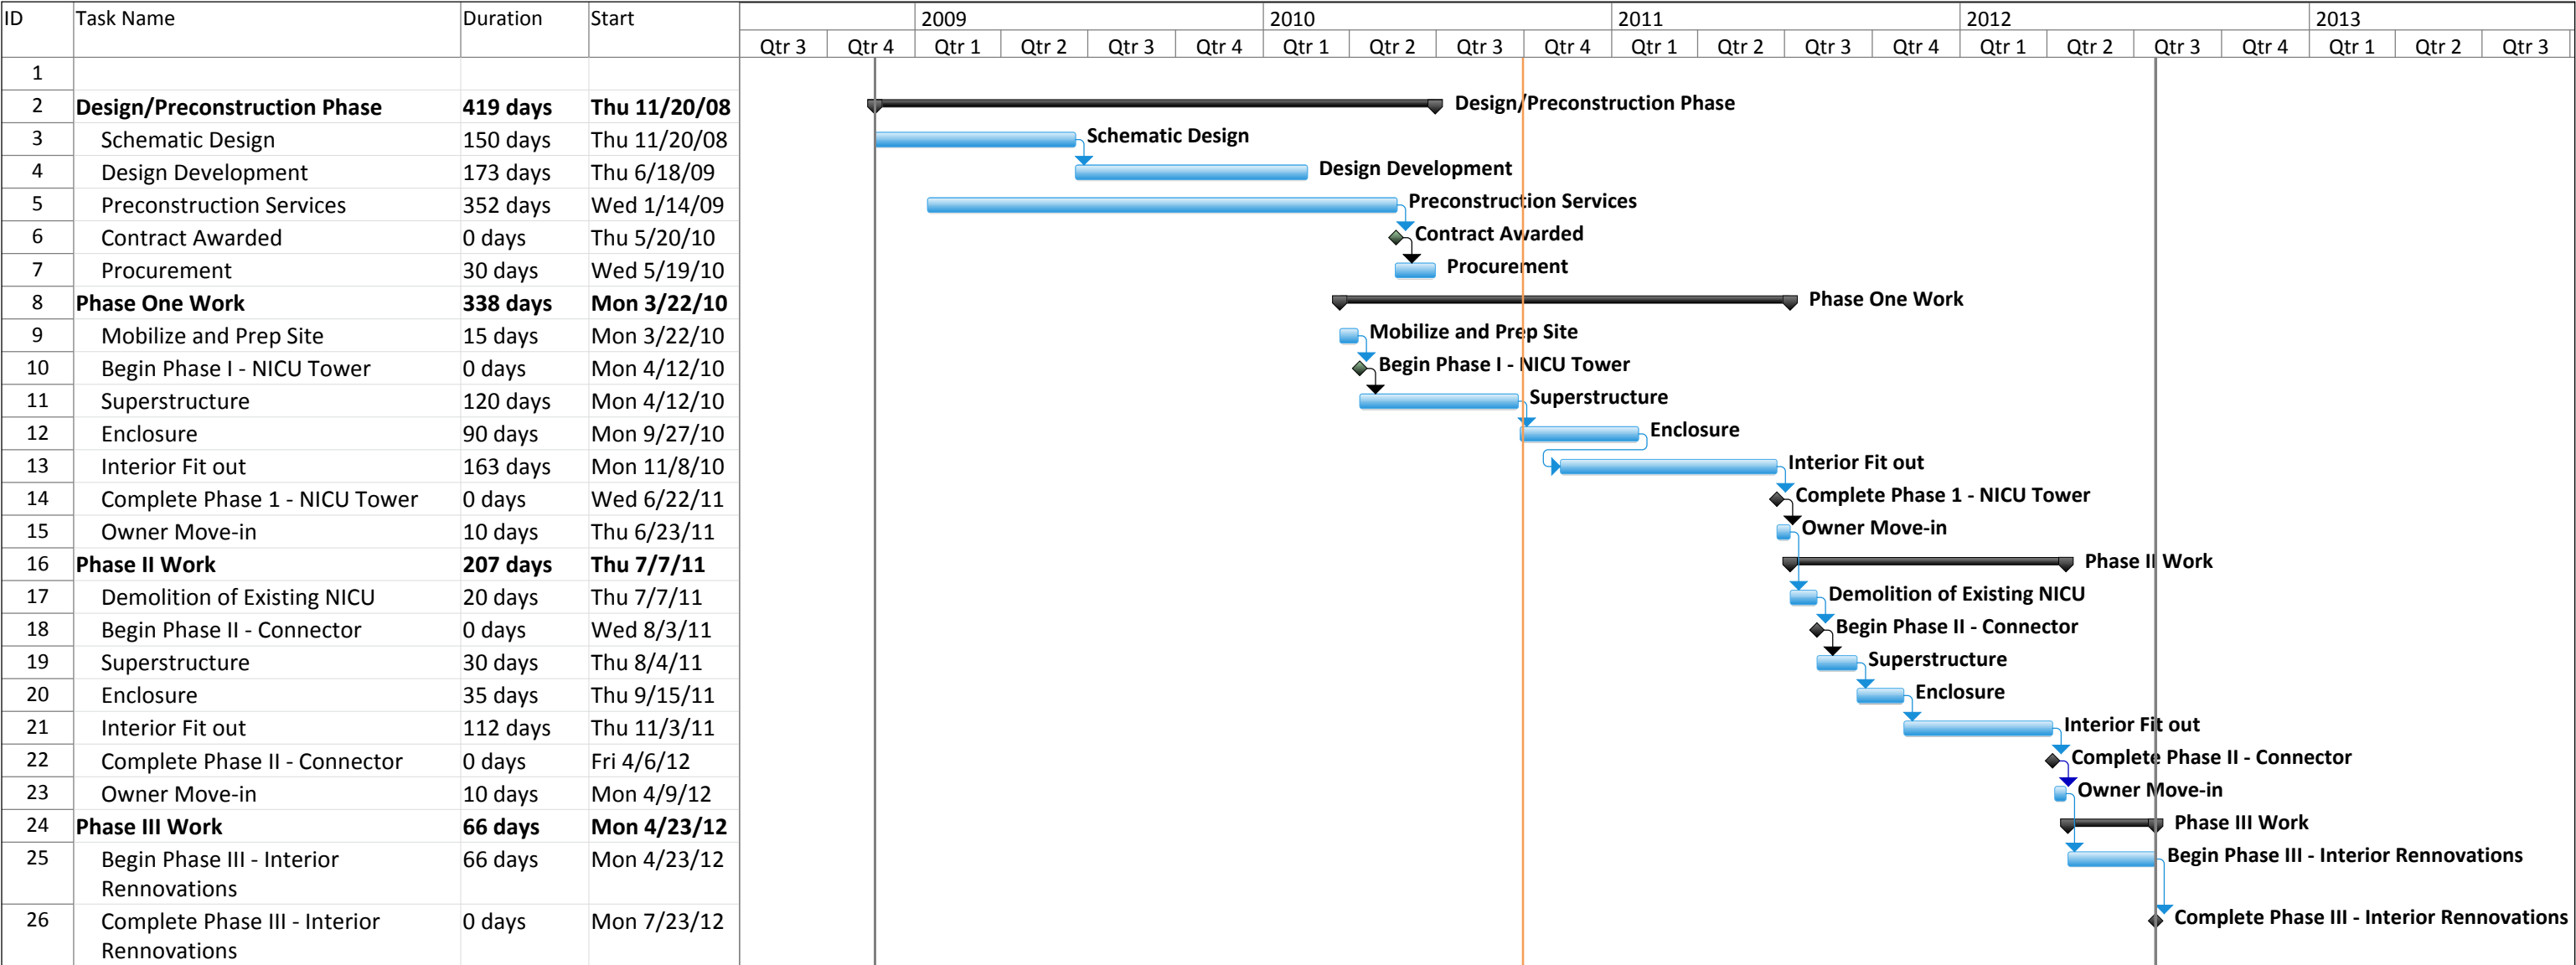 ID Task Name Duration Start 2009 2010 2011 2012 2013
Qtr 3 Qtr 4 Qtr 1 Qtr 2 Qtr 3 Qtr 4 Qtr 1 Qtr 2 Qtr 3 Qtr 4 Qtr 1 Qtr 2 Qtr 3 Qtr 4 Qtr 1 Qtr 2 Qtr 3 Qtr 4 Qtr 1 Qtr 2 Qtr 3
1
2 Design/Preconstruction Phase 419 days Thu 11/20/08 Design/Preconstruction Phase
3 Schematic Design 150 days Thu 11/20/08 Schematic Design
4 Design Development 173 days Thu 6/18/09 Design Development
5 Preconstruction Services 352 days Wed 1/14/09 Preconstruction Services
6 Contract Awarded 0 days Thu 5/20/10 Contract Awarded
7 Procurement 30 days Wed 5/19/10 Procurement
8 Phase One Work 338 days Mon 3/22/10 Phase One Work
9 Mobilize and Prep Site 15 days Mon 3/22/10 Mobilize and Prep Site
10 Begin Phase I - NICU Tower 0 days Mon 4/12/10 Begin Phase I - NICU Tower
11 Superstructure 120 days Mon 4/12/10 Superstructure
12 Enclosure 90 days Mon 9/27/10 Enclosure
13 Interior Fit out 163 days Mon 11/8/10 Interior Fit out
14 Complete Phase 1 - NICU Tower 0 days Wed 6/22/11 Complete Phase 1 - NICU Tower
15 Owner Move-in 10 days Thu 6/23/11 Owner Move-in
16 Phase II Work 207 days Thu 7/7/11 Phase II Work
17 Demolition of Existing NICU 20 days Thu 7/7/11 Demolition of Existing NICU
18 Begin Phase II - Connector 0 days Wed 8/3/11 Begin Phase II - Connector
19 Superstructure 30 days Thu 8/4/11 Superstructure
20 Enclosure 35 days Thu 9/15/11 Enclosure
21 Interior Fit out 112 days Thu 11/3/11 Interior Fit out
22 Complete Phase II - Connector 0 days Fri 4/6/12 Complete Phase II - Connector
23 Owner Move-in 10 days Mon 4/9/12 Owner Move-in
24 Phase III Work 66 days Mon 4/23/12 Phase III Work
25 Begin Phase III - Interior 66 days Mon 4/23/12 Begin Phase III - Interior Rennovations
Rennovations
26 Complete Phase III - Interior 0 days Mon 7/23/12 Complete Phase III - Interior Rennovations
Rennovations